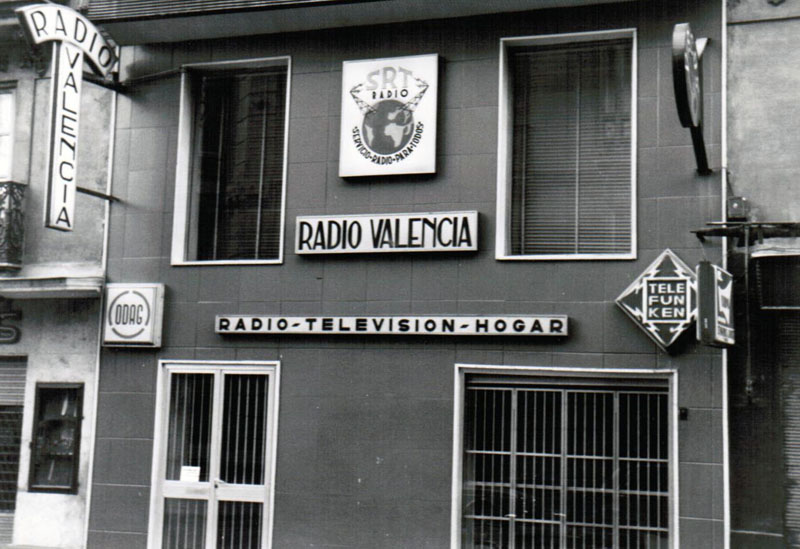 RADIO
VALENCIA
SRT
RADIO
•SERVICIO•RADIO•PARA•TODOS•
RADIO VALENCIA
ODAG
RADIO-TELEVISION-HOGAR
TELE
FUN
KEN